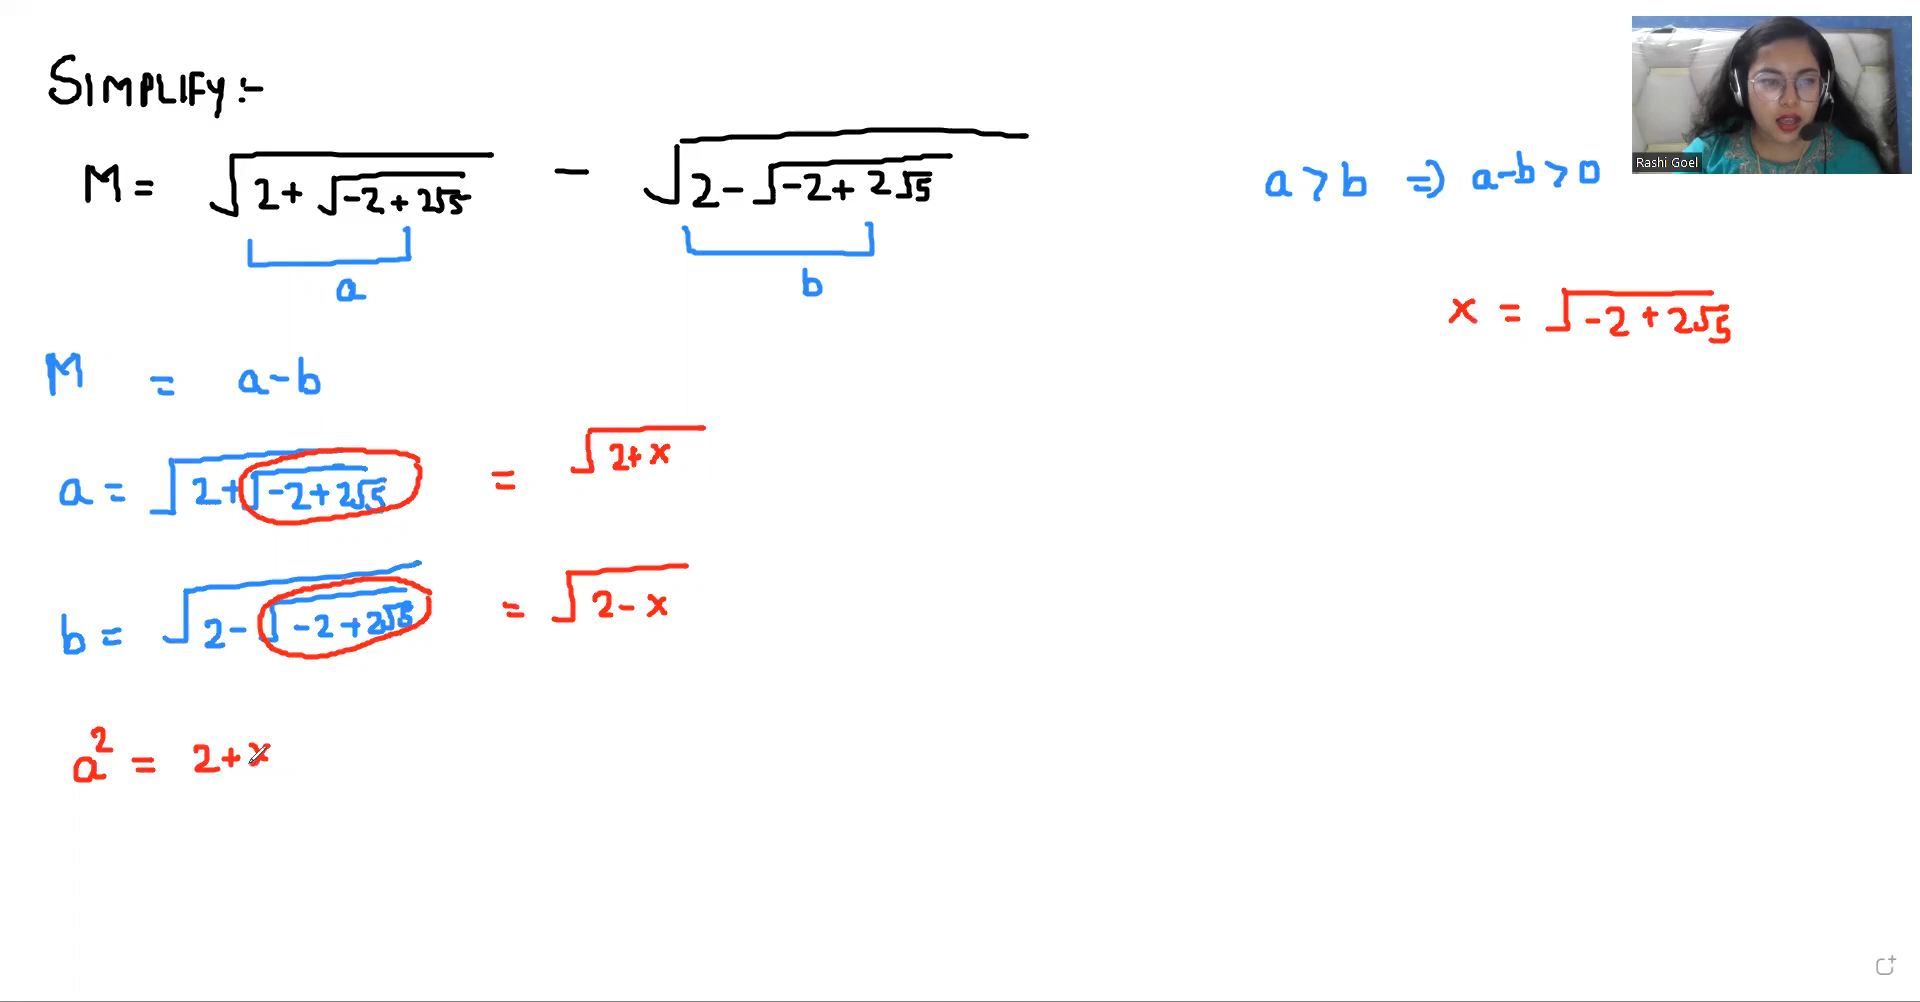 SIMPLIFY :-
M = √(2 + √(-2 + 2√5)) - √(2 - √(-2 + 2√5))
a b
a > b ⇒ a - b > 0
Rashi Goel
x = √(-2 + 2√5)
M = a - b
a = √(2 + √(-2 + 2√5)) = √(2 + x)
b = √(2 - √(-2 + 2√5)) = √(2 - x)
a² = 2 + x